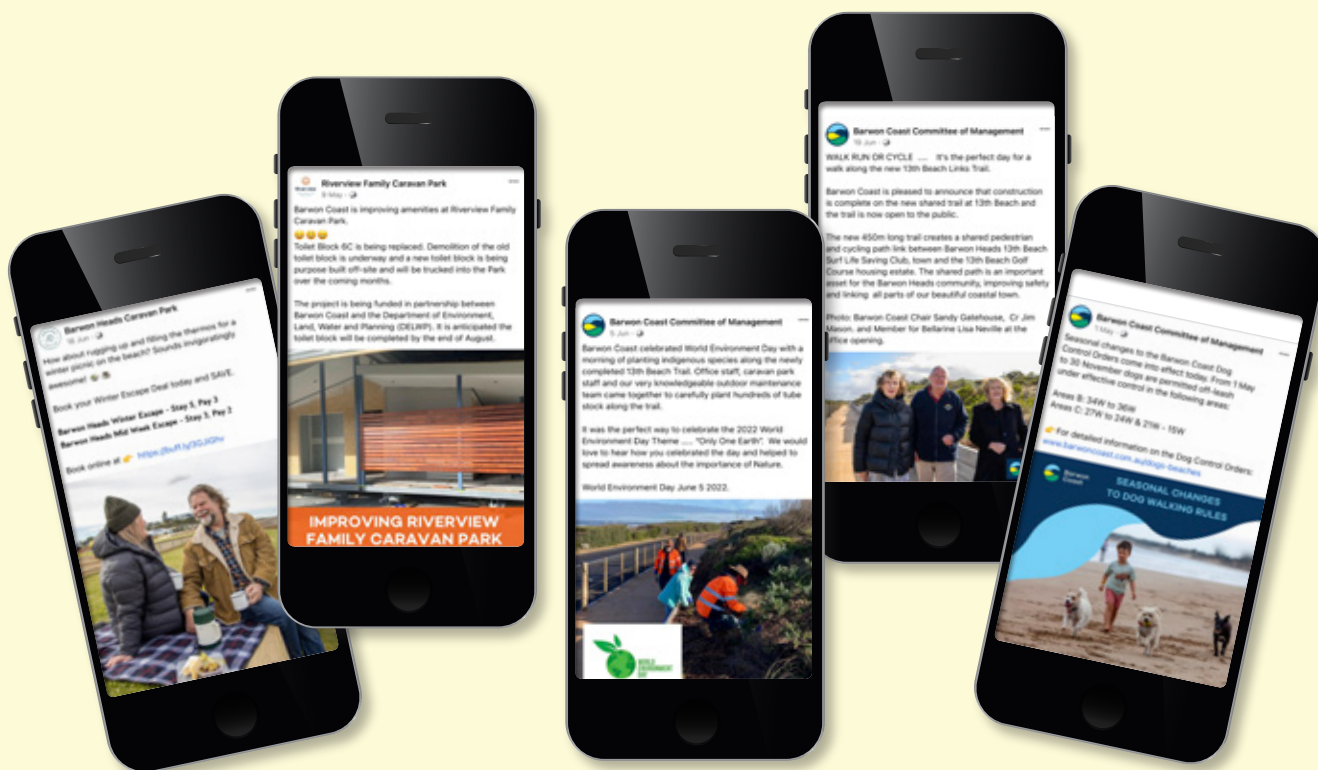 Barwon Heads Caravan Park
How about rugging up and filling the thermos for a
winter picnic on the beach? Sounds invigoratingly
awesome!
Book your Winter Escape Deal today and SAVE.
Barwon Heads Winter Escape - Stay 5, Pay 3
Barwon Heads Mid Week Escape - Stay 3, Pay 2
Book online at 👉
Riverview Family Caravan Park
9 May
Barwon Coast is improving amenities at Riverview Family
Caravan Park.
😀😀😀
Toilet Block 6C is being replaced. Demolition of the old
toilet block is underway and a new toilet block is being
purpose built off-site and will be trucked into the Park
over the coming months.
The project is being funded in partnership between
Barwon Coast and the Department of Environment,
Land, Water and Planning (DELWP). It is anticipated the
toilet block will be completed by the end of August.
IMPROVING RIVERVIEW
FAMILY CARAVAN PARK
Barwon Coast Committee of Management
5 Jun
Barwon Coast celebrated World Environment Day with a
morning of planting indigenous species along the newly
completed 13th Beach Trail. Office staff, caravan park
staff and our very knowledgeable outdoor maintenance
team came together to carefully plant hundreds of tube
stock along the trail.
It was the perfect way to celebrate the 2022 World
Environment Day Theme ..... "Only One Earth". We would
love to hear how you celebrated the day and helped to
spread awareness about the importance of Nature.
World Environment Day June 5 2022.
WORLD
ENVIRONMENT
DAY
Barwon Coast Committee of Management
Jun
WALK RUN OR CYCLE .... It's the perfect day for a
walk along the new 13th Beach Links Trail.
Barwon Coast is pleased to announce that construction
is complete on the new shared trail at 13th Beach and
the trail is now open to the public.
The new 450m long trail creates a shared pedestrian
and cycling path link between Barwon Heads 13th Beach
Surf Life Saving Club, town and the 13th Beach Golf
Course housing estate. The shared path is an important
asset for the Barwon Heads community, improving safety
and linking all parts of our beautiful coastal town.
Photo: Barwon Coast Chair Sandy Gatehouse, Cr Jim
Mason. and Member for Bellarine Lisa Neville at the
office opening.
Barwon Coast Committee of Management
1 May
Seasonal changes to the Barwon Coast Dog
Control Orders come into effect today. From 1 May
to 30 November dogs are permitted off-leash
under effective control in the following areas:
Areas B: 34W to 36W
Areas C: 27W to 24W & 21W - 15W
👉For detailed information on the Dog Control Orders:
www.barwoncoast.com.au/dogs-beaches
Barwon
Coast
SEASONAL CHANGES
TO DOG WALKING RULES